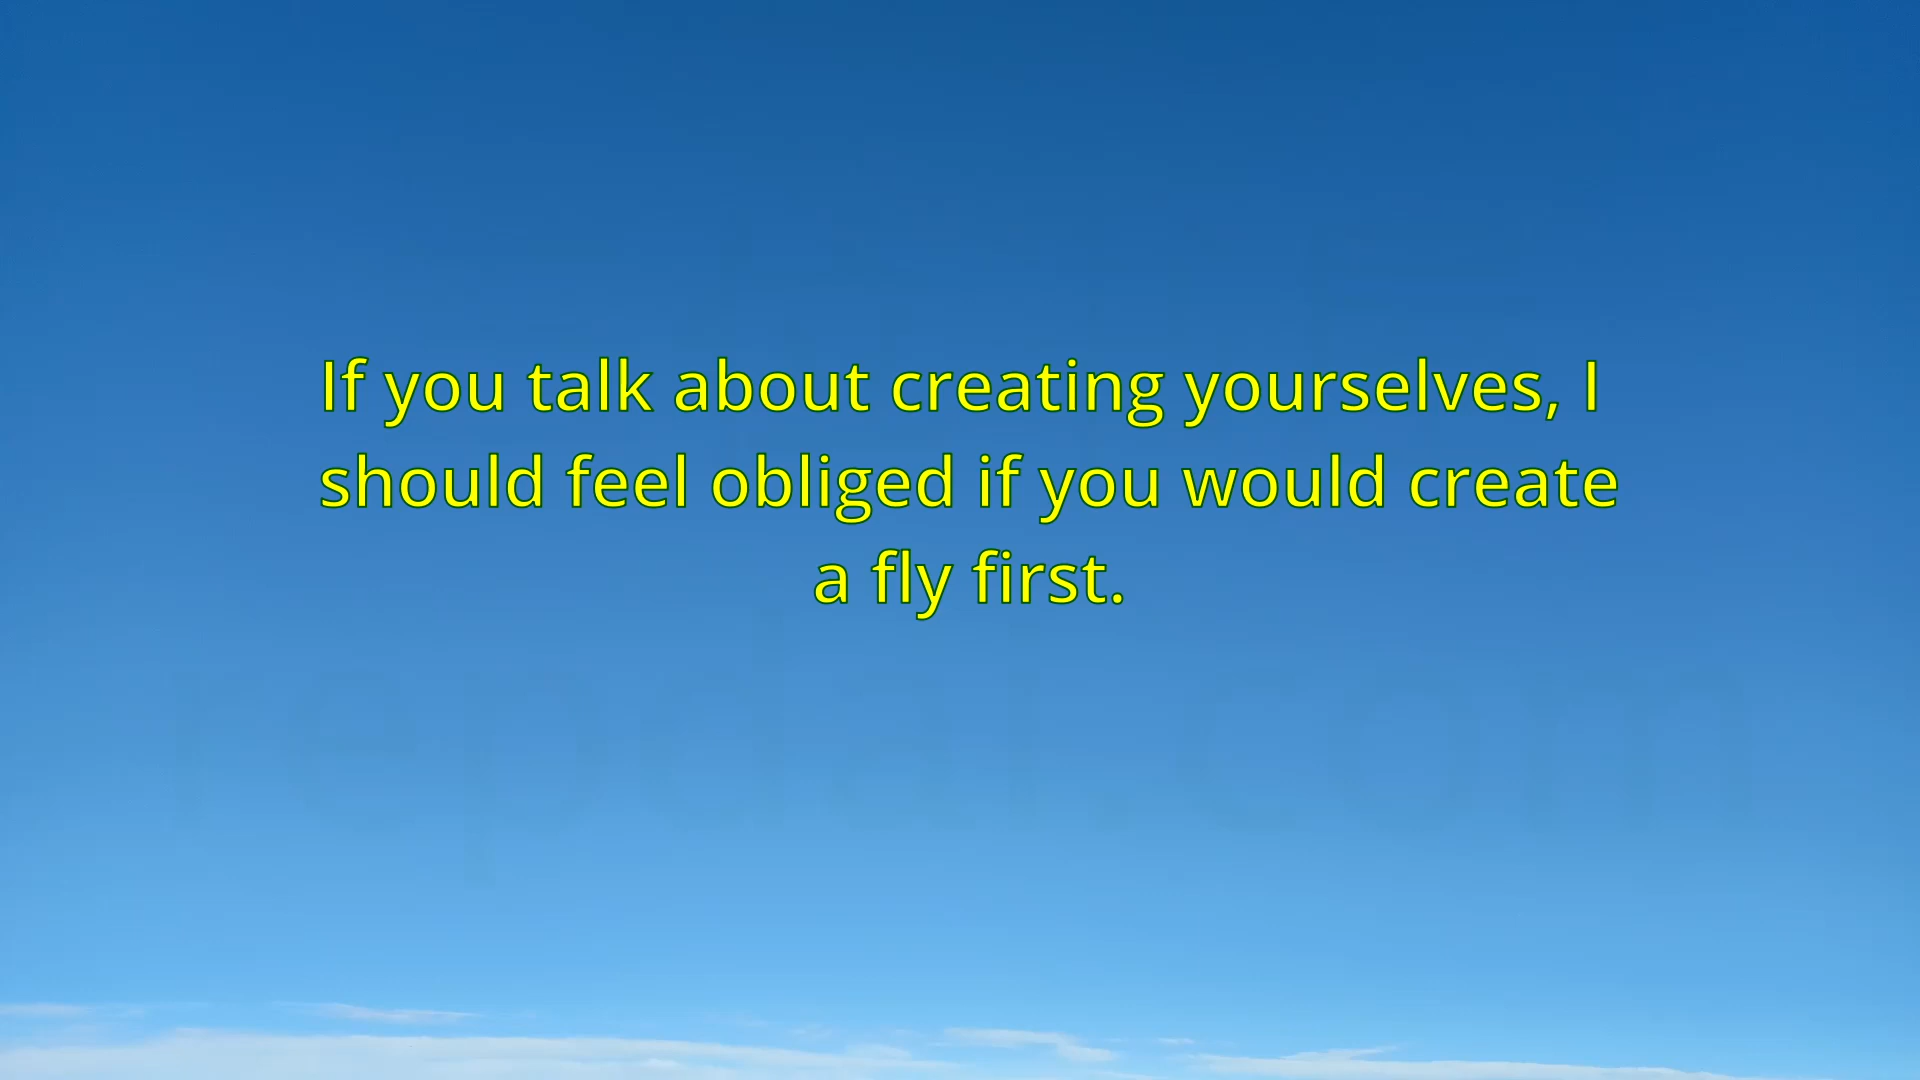 If you talk about creating yourselves, I
should feel obliged if you would create
a fly first.